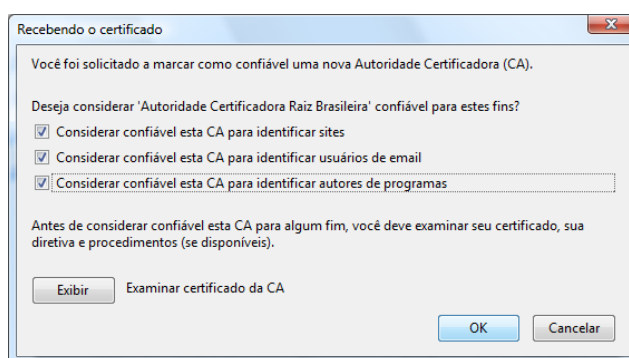 Recebendo o certificado
Você foi solicitado a marcar como confiável uma nova Autoridade Certificadora (CA).
Deseja considerar 'Autoridade Certificadora Raiz Brasileira' confiável para estes fins?
Considerar confiável esta CA para identificar sites
Considerar confiável esta CA para identificar usuários de email
Considerar confiável esta CA para identificar autores de programas
Antes de considerar confiável esta CA para algum fim, você deve examinar seu certificado, sua
diretiva e procedimentos (se disponíveis).
Exibir Examinar certificado da CA
OK Cancelar